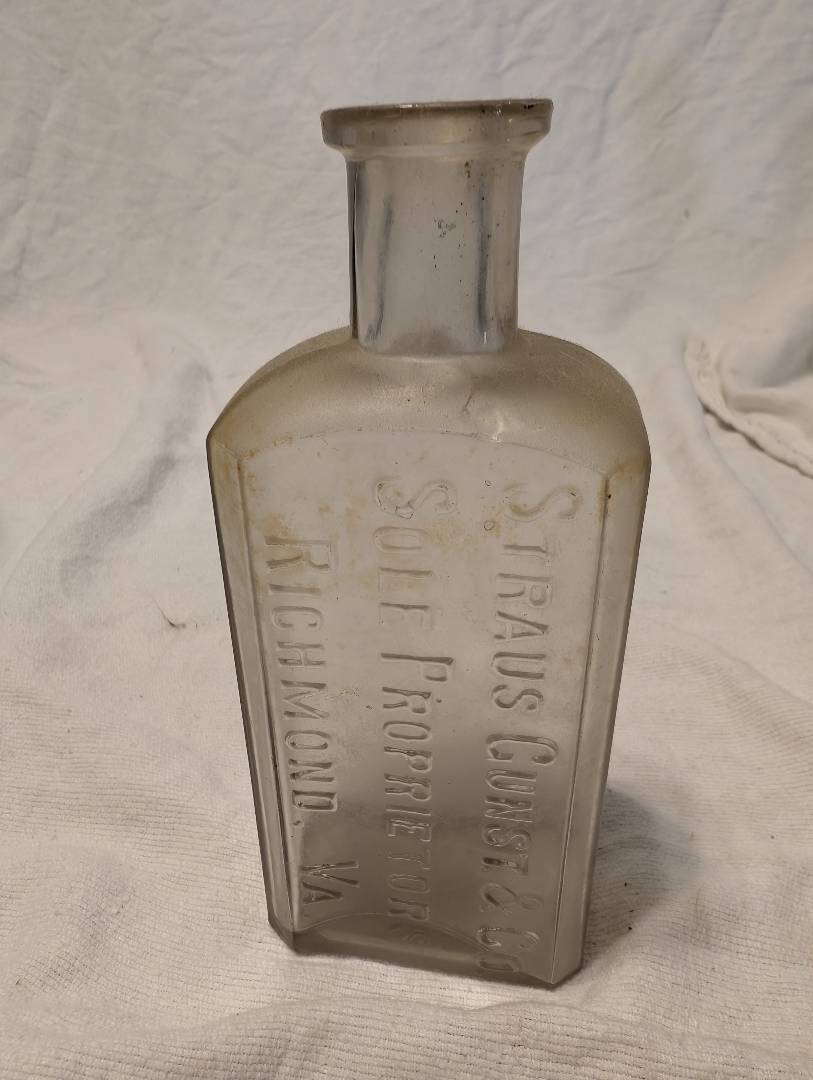 STRAUS GUNST & CO
SOLE PROPRIETORS
RICHMOND, VA.